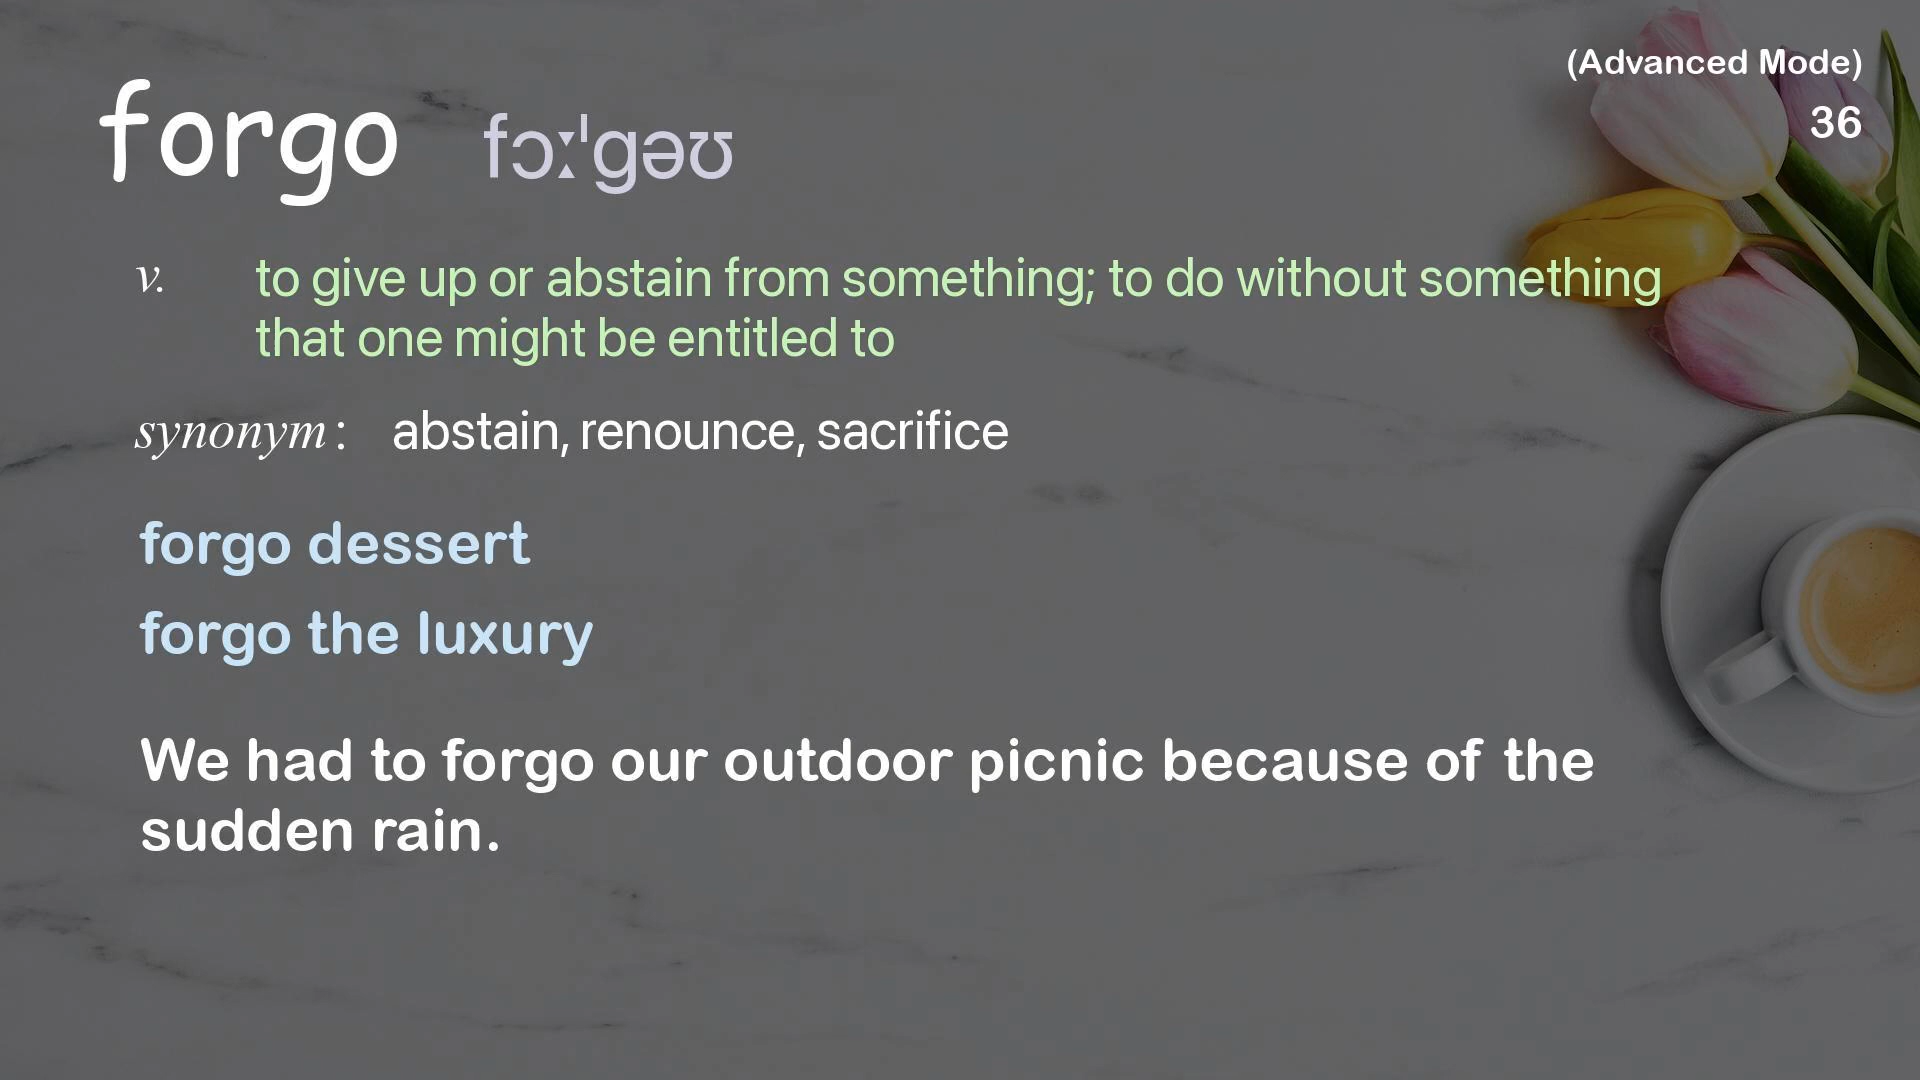 (Advanced Mode)
36
forgo fɔːˈɡəʊ
v. to give up or abstain from something; to do without something
that one might be entitled to
synonym: abstain, renounce, sacrifice
forgo dessert
forgo the luxury
We had to forgo our outdoor picnic because of the
sudden rain.